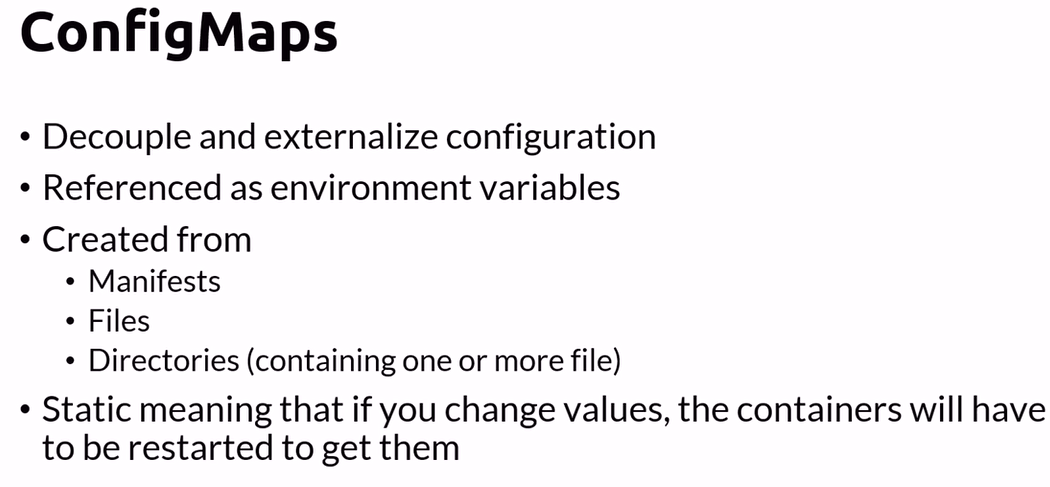 ConfigMaps
• Decouple and externalize configuration
• Referenced as environment variables
• Created from
• Manifests
• Files
• Directories (containing one or more file)
• Static meaning that if you change values, the containers will have
to be restarted to get them